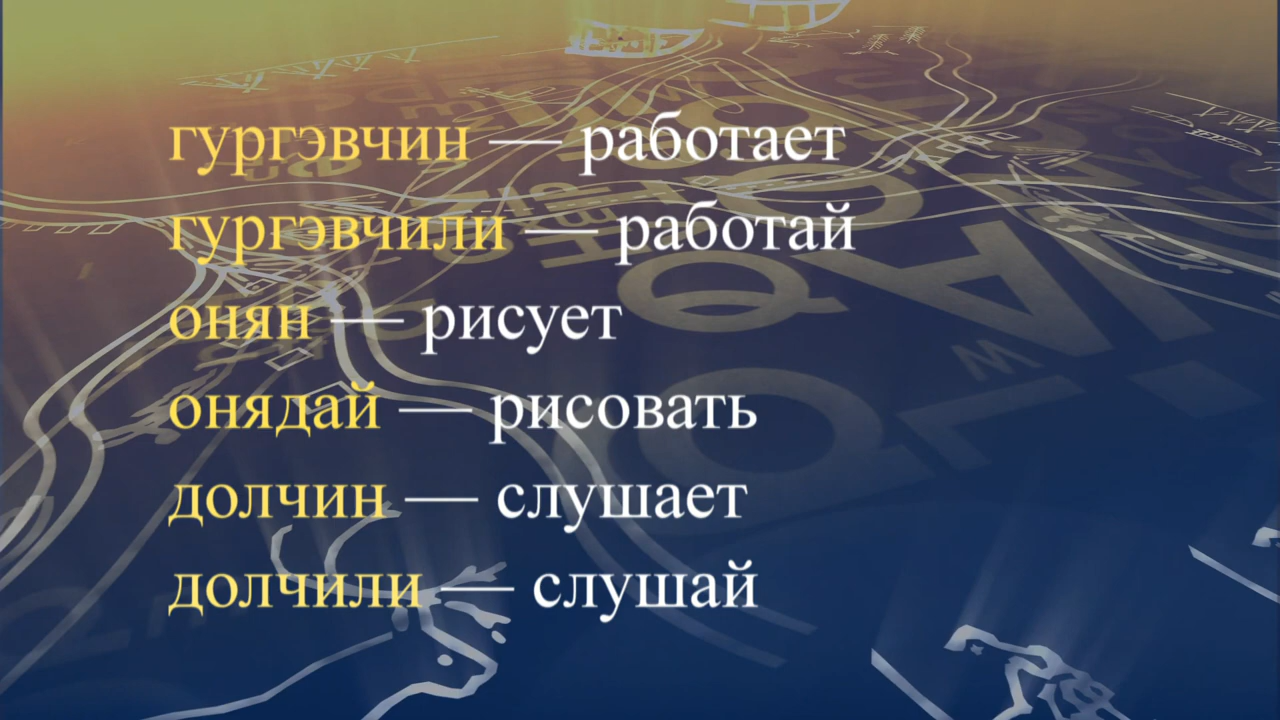 гургэвчин — работает
гургэвчили — работай
онян — рисует
онядай — рисовать
долчин — слушает
долчили — слушай